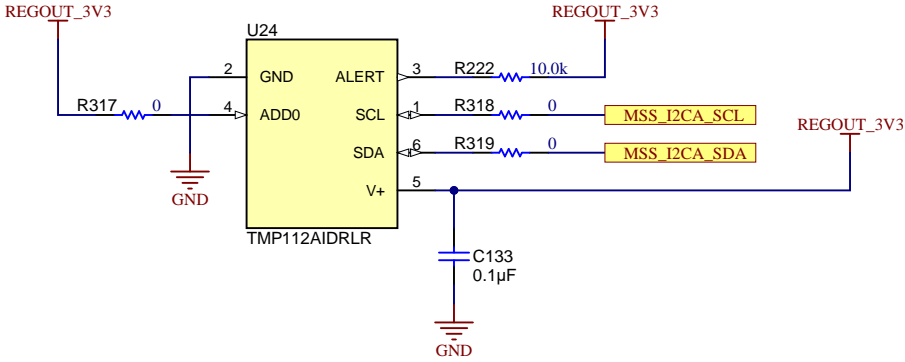 REGOUT_3V3
REGOUT_3V3
U24
2 GND ALERT 3 R222 10.0k
R317 0 4 ADD0 SCL 1 R318 0 MSS_I2CA_SCL
REGOUT_3V3
SDA 6 R319 0 MSS_I2CA_SDA
V+ 5
GND
TMP112AIDRLR
C133
0.1µF
GND